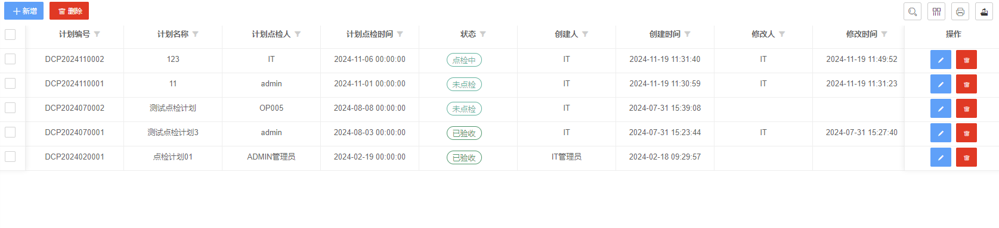 新增 删除
计划编号 计划名称 计划点检人 计划点检时间 状态 创建人 创建时间 修改人 修改时间 操作
DCP2024110002 123 IT 2024-11-06 00:00:00 点检中 IT 2024-11-19 11:31:40 IT 2024-11-19 11:49:52
DCP2024110001 11 admin 2024-11-01 00:00:00 未点检 IT 2024-11-19 11:30:59 IT 2024-11-19 11:31:23
DCP2024070002 测试点检计划 OP005 2024-08-08 00:00:00 未点检 IT 2024-07-31 15:39:08
DCP2024070001 测试点检计划3 admin 2024-08-03 00:00:00 已验收 IT 2024-07-31 15:23:44 IT 2024-07-31 15:27:40
DCP2024020001 点检计划01 ADMIN管理员 2024-02-19 00:00:00 已验收 IT管理员 2024-02-18 09:29:57